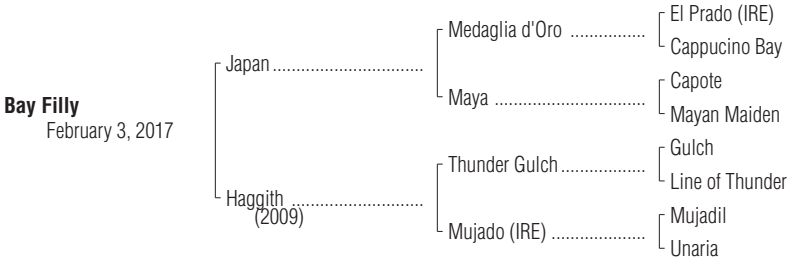 El Prado (IRE)
Medaglia d'Oro ................
Cappucino Bay
Japan ..............................
Capote
Maya ................................
Mayan Maiden
Bay Filly
February 3, 2017
Gulch
Thunder Gulch ..................
Line of Thunder
Haggith ...........................
(2009)
Mujadil
Mujado (IRE) ....................
Unaria